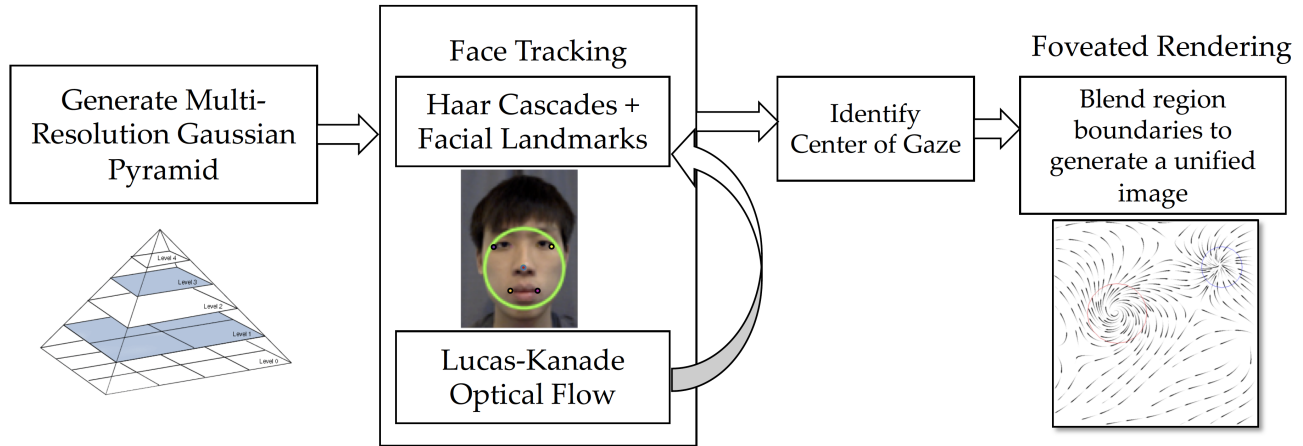 Generate Multi-
Resolution Gaussian
Pyramid
Level 4
Level 3
Level 2
Level 1
Level 0
Face Tracking
Haar Cascades +
Facial Landmarks
Lucas-Kanade
Optical Flow
Identify
Center of Gaze
Foveated Rendering
Blend region
boundaries to
generate a unified
image